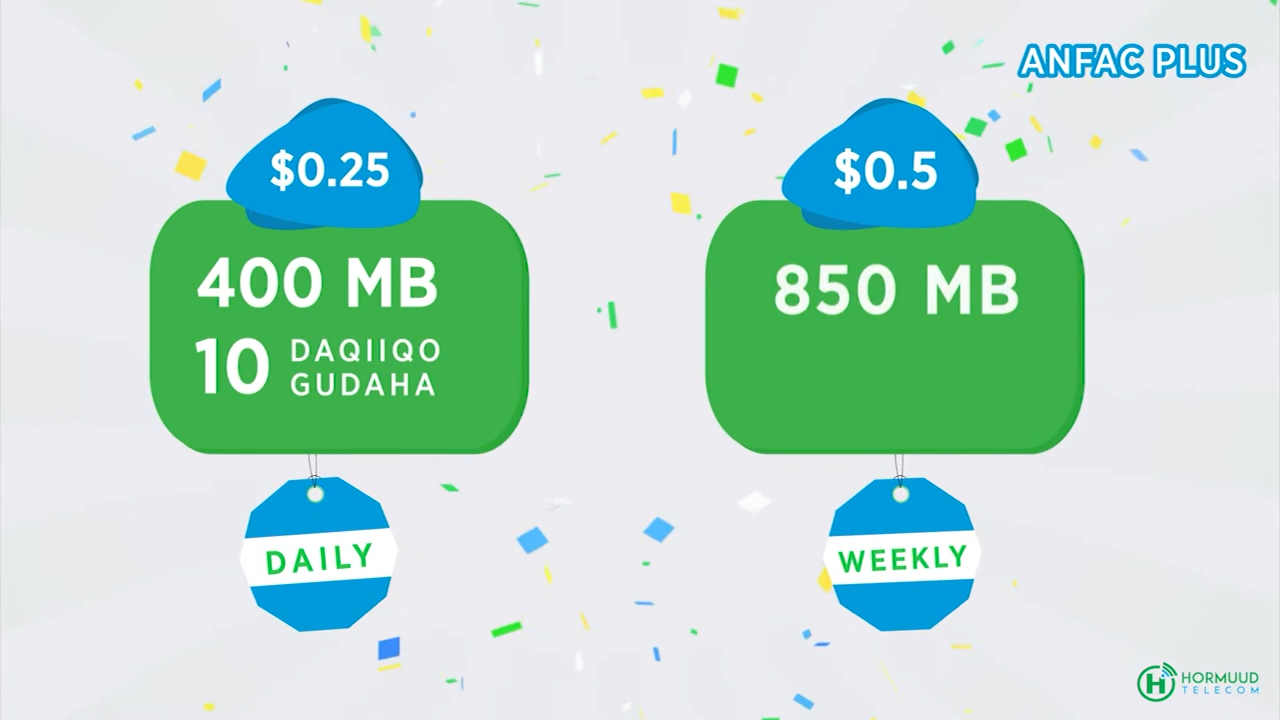 ANFAC PLUS
$0.25
400 MB
10 DAQIIQO
GUDAHA
DAILY
$0.5
850 MB
WEEKLY
HORMUUD
TELECOM